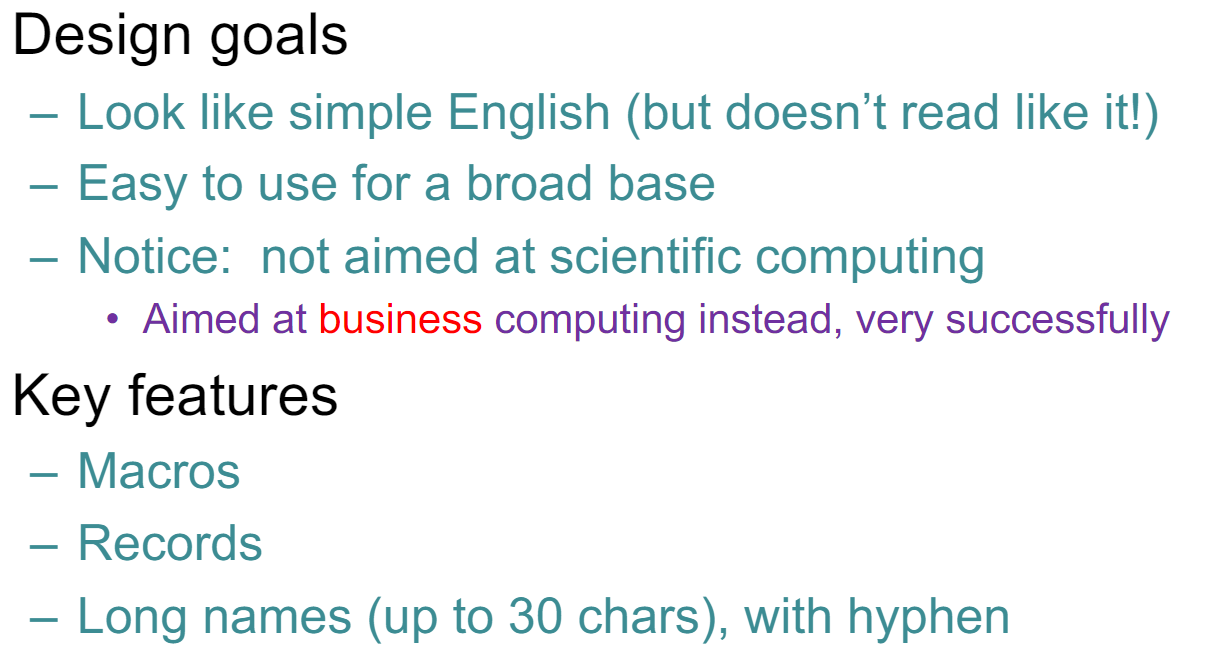 Design goals
– Look like simple English (but doesn’t read like it!)
– Easy to use for a broad base
– Notice:  not aimed at scientific computing
• Aimed at business computing instead, very successfully
Key features
– Macros
– Records
– Long names (up to 30 chars), with hyphen